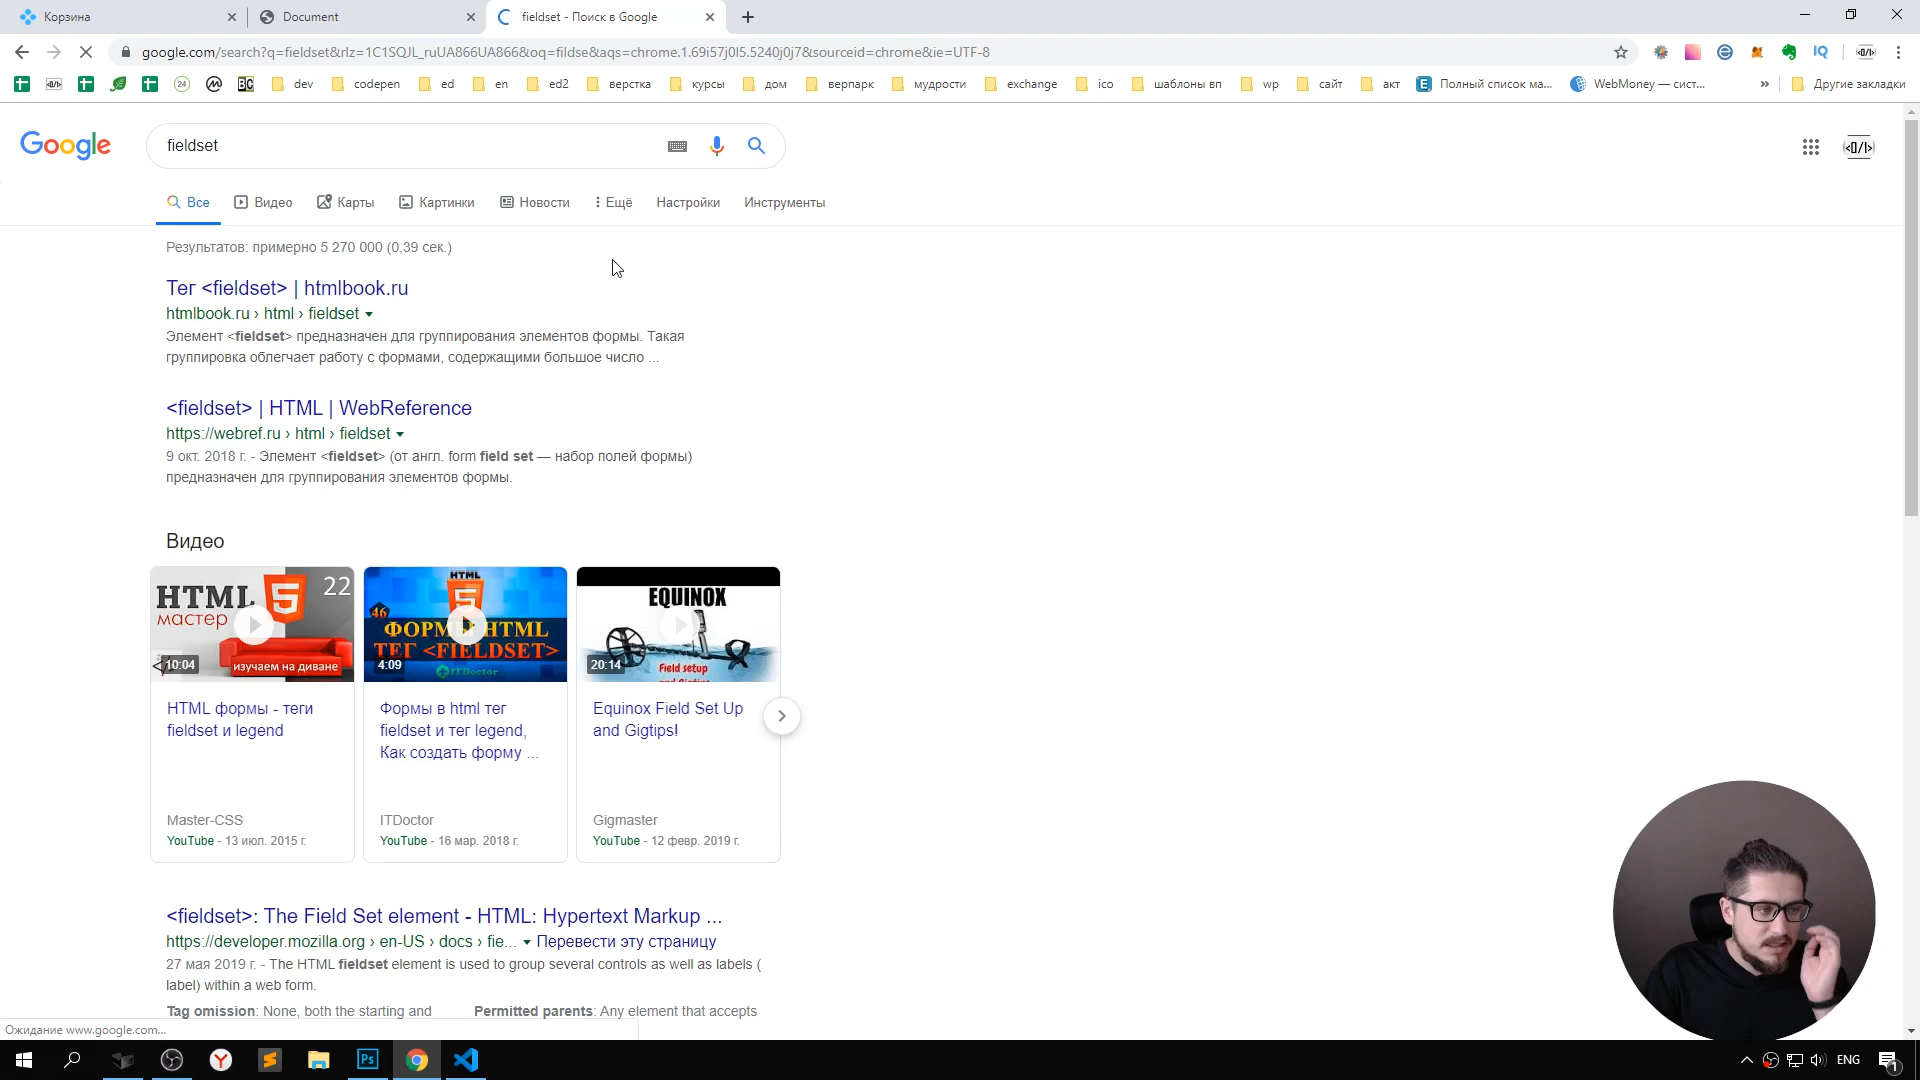 Корзина
Document
fieldset - Поиск в Google
google.com/search?q=fieldset&rlz=1C1SQJL_ruUA866UA866&oq=fildse&aqs=chrome.1.69i57j0l5.5240j0j7&sourceid=chrome&ie=UTF-8
24
BC
dev
codepen
ed
en
ed2
верстка
курсы
дом
верпарк
мудрости
exchange
ico
шаблоны вп
wp
сайт
акт
Полный список ма...
WebMoney — сист...
»
Другие закладки
Google
fieldset
Все
Видео
Карты
Картинки
Новости
Ещё
Настройки
Инструменты
Результатов: примерно 5 270 000 (0,39 сек.)
Тег <fieldset> | htmlbook.ru
htmlbook.ru › html › fieldset
Элемент <fieldset> предназначен для группирования элементов формы. Такая
группировка облегчает работу с формами, содержащими большое число ...
<fieldset> | HTML | WebReference
https://webref.ru › html › fieldset
9 окт. 2018 г. - Элемент <fieldset> (от англ. form field set — набор полей формы)
предназначен для группирования элементов формы.
Видео
HTML 5 22
мастер
10:04
изучаем на диване
HTML формы - теги
fieldset и legend
Master-CSS
YouTube - 13 июл. 2015 г.
HTML
46
ФОРМЫ HTML
ТЕГ <FIELDSET>
4:09
ITDoctor
Формы в html тег
fieldset и тег legend,
Как создать форму ...
ITDoctor
YouTube - 16 мар. 2018 г.
EQUINOX
20:14
Field setup
and Gigtips
Equinox Field Set Up
and Gigtips!
Gigmaster
YouTube - 12 февр. 2019 г.
<fieldset>: The Field Set element - HTML: Hypertext Markup ...
https://developer.mozilla.org › en-US › docs › fie... Перевести эту страницу
27 мая 2019 г. - The HTML fieldset element is used to group several controls as well as labels (
label) within a web form.
Tag omission: None, both the starting and
Permitted parents: Any element that accepts
Ожидание www.google.com...
Ps
ENG
1